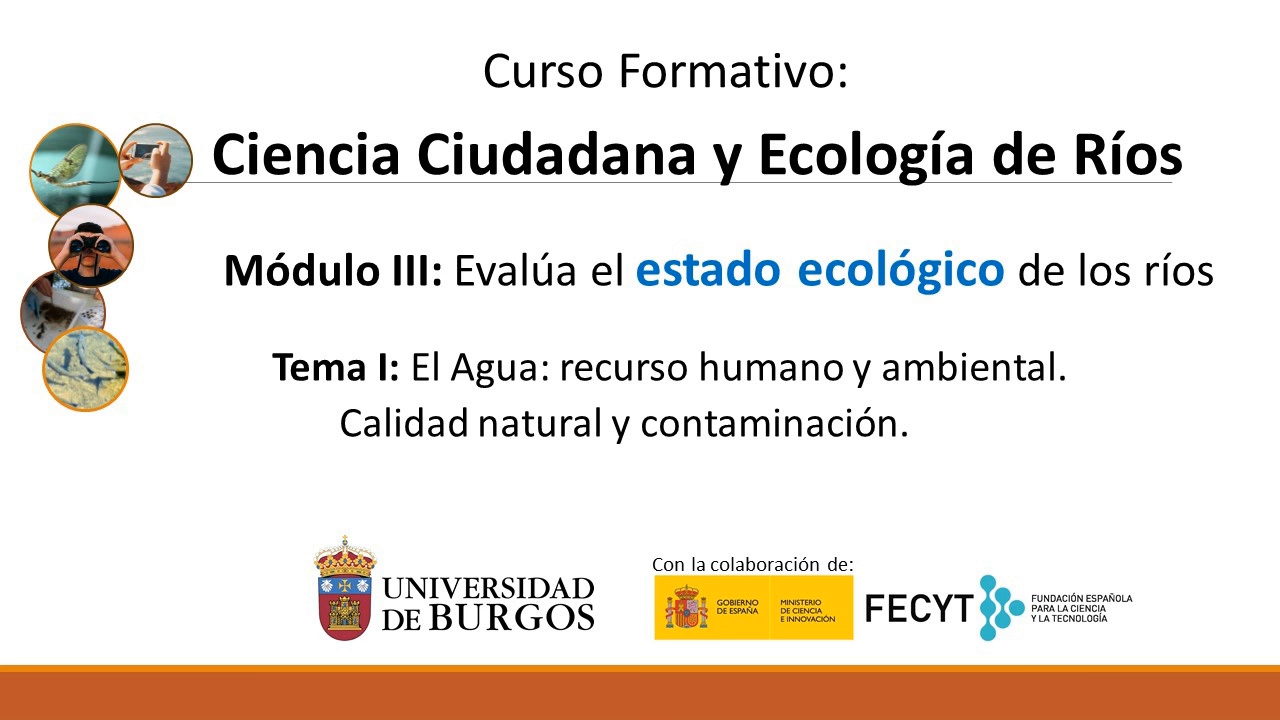 Curso Formativo:
Ciencia Ciudadana y Ecología de Ríos
Módulo III: Evalúa el estado ecológico de los ríos
Tema I: El Agua: recurso humano y ambiental.
Calidad natural y contaminación.
UNIVERSIDAD
DE BURGOS
Con la colaboración de:
GOBIERNO
DE ESPAÑA
MINISTERIO
DE CIENCIA
E INNOVACIÓN
FECYT
FUNDACIÓN ESPAÑOLA
PARA LA CIENCIA
Y LA TECNOLOGÍA